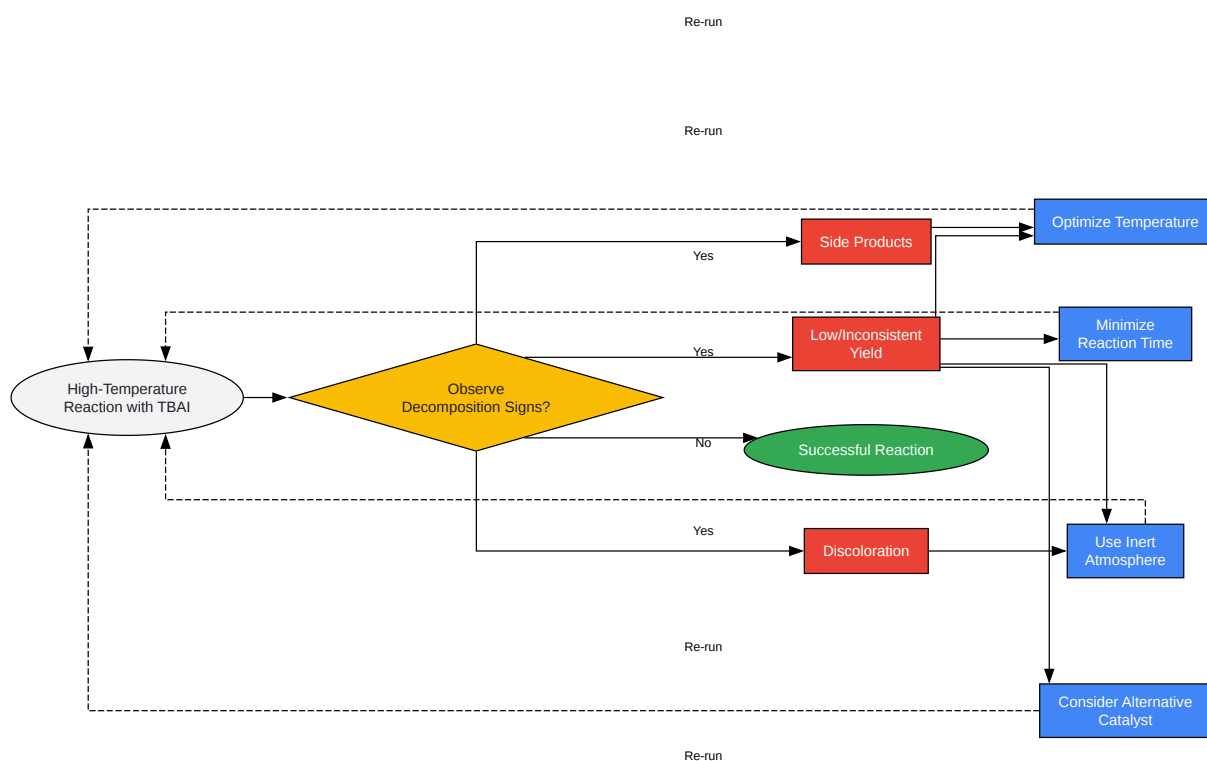 Re-run
Re-run
Optimize Temperature
Side Products
Yes
Minimize
Reaction Time
Low/Inconsistent
Yield
Yes
High-Temperature
Reaction with TBAI
Observe
Decomposition Signs?
No
Successful Reaction
Yes
Discoloration
Use Inert
Atmosphere
Re-run
Consider Alternative
Catalyst
Re-run